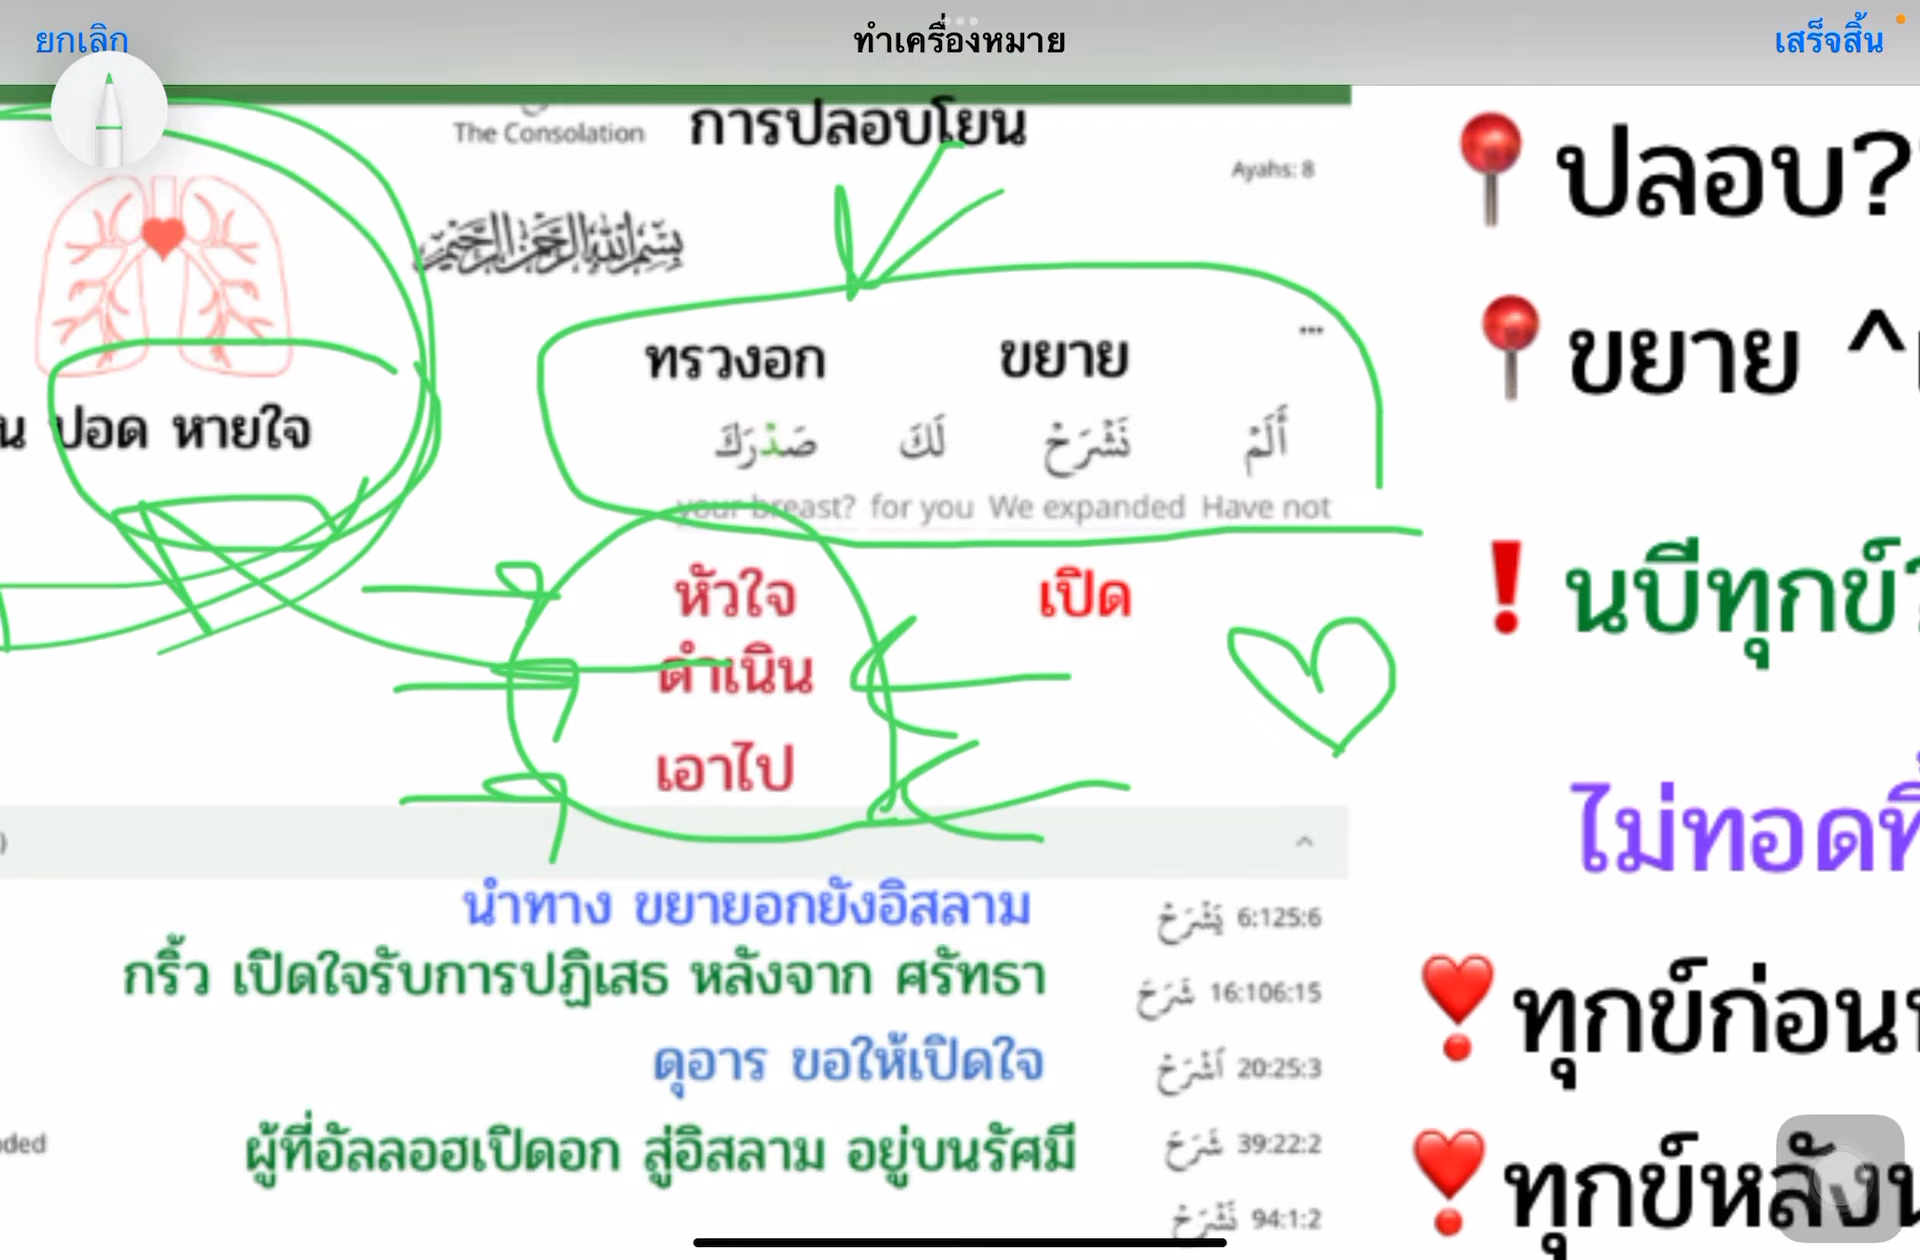 ยกเลิก
ทำเครื่องหมาย
เสร็จสิ้น
The Consolation
การปลอบโยน
Ayahs: 8
بِسْمِ اللَّهِ الرَّحْمَٰنِ الرَّحِيمِ
ทรวงอก ขยาย
أَلَمْ نَشْرَحْ لَكَ صَدْرَكَ
your breast? for you We expanded Have not
ปอด หายใจ
หัวใจ เปิด
ดำเนิน
เอาไป
นำทาง ขยายอกยังอิสลาม
يَشْرَحْ 6:125:6
กริ้ว เปิดใจรับการปฏิเสธ หลังจาก ศรัทธา
شَرَحَ 16:106:15
ดุอาร ขอให้เปิดใจ
ٱشْرَحْ 20:25:3
ผู้ที่อัลลอฮเปิดอก สู่อิสลาม อยู่บนรัศมี
شَرَحَ 39:22:2
نَشْرَحْ 94:1:2
ปลอบ?
ขยาย ^
นบีทุกข์?
ไม่ทอดทิ้
ทุกข์ก่อน
ทุกข์หลัง